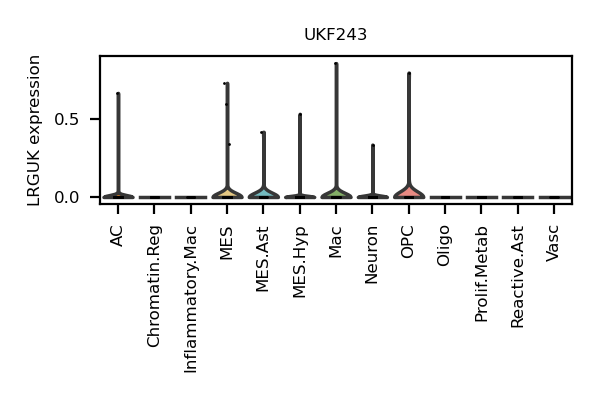 UKF243
LRGUK expression
0.5
0.0
AC
Chromatin.Reg
Inflammatory.Mac
MES
MES.Ast
MES.Hyp
Mac
Neuron
OPC
Oligo
Prolif.Metab
Reactive.Ast
Vasc